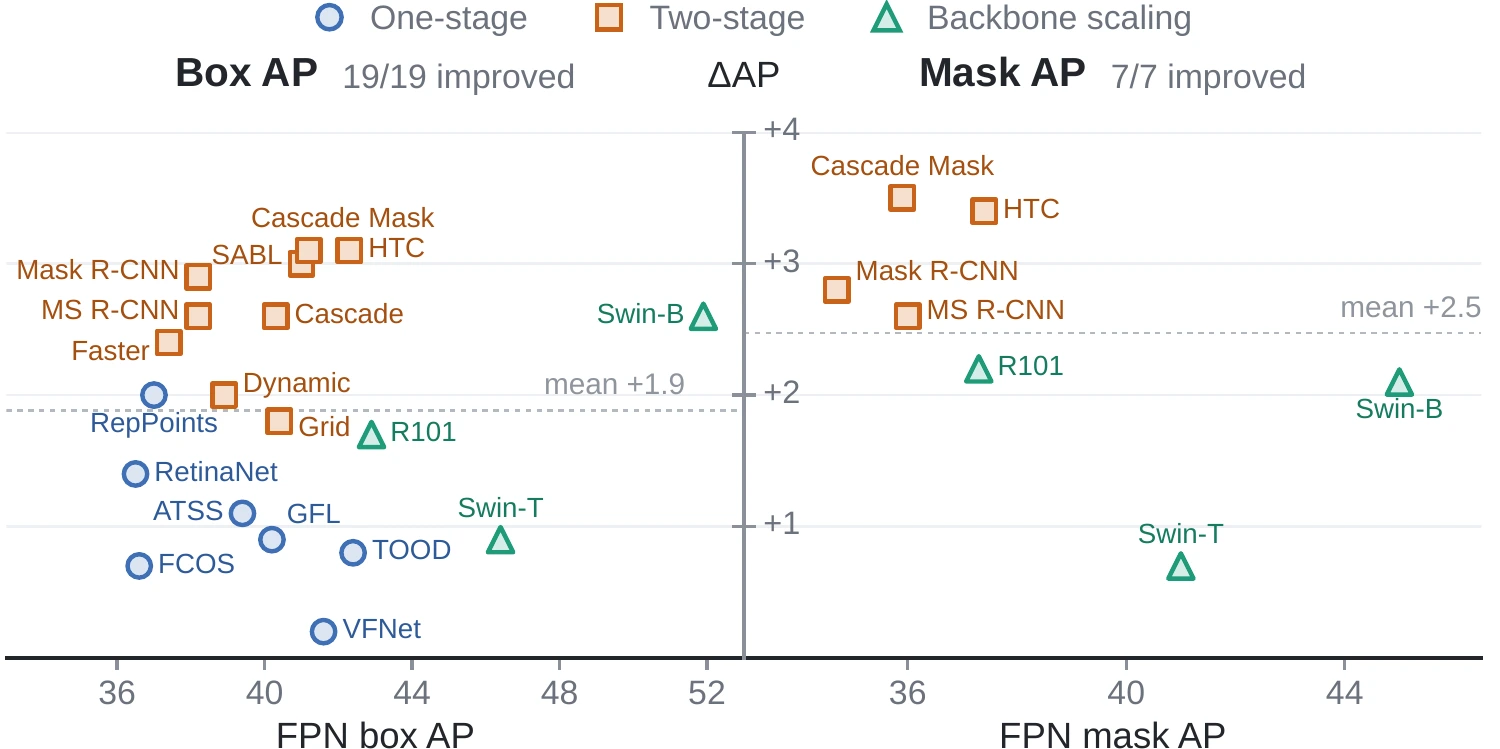 One-stage Two-stage Backbone scaling
Box AP 19/19 improved ΔAP Mask AP 7/7 improved
+4
Cascade Mask
HTC
Mask R-CNN
MS R-CNN
mean +2.5
Cascade Mask
SABL
HTC
+3
Mask R-CNN
MS R-CNN
Cascade
Swin-B
Faster
Dynamic
mean +1.9
+2
RepPoints
Grid
R101
R101
Swin-B
RetinaNet
ATSS
GFL
Swin-T
+1
Swin-T
FCOS
TOOD
VFNet
36 40 44 48 52 36 40 44
FPN box AP FPN mask AP